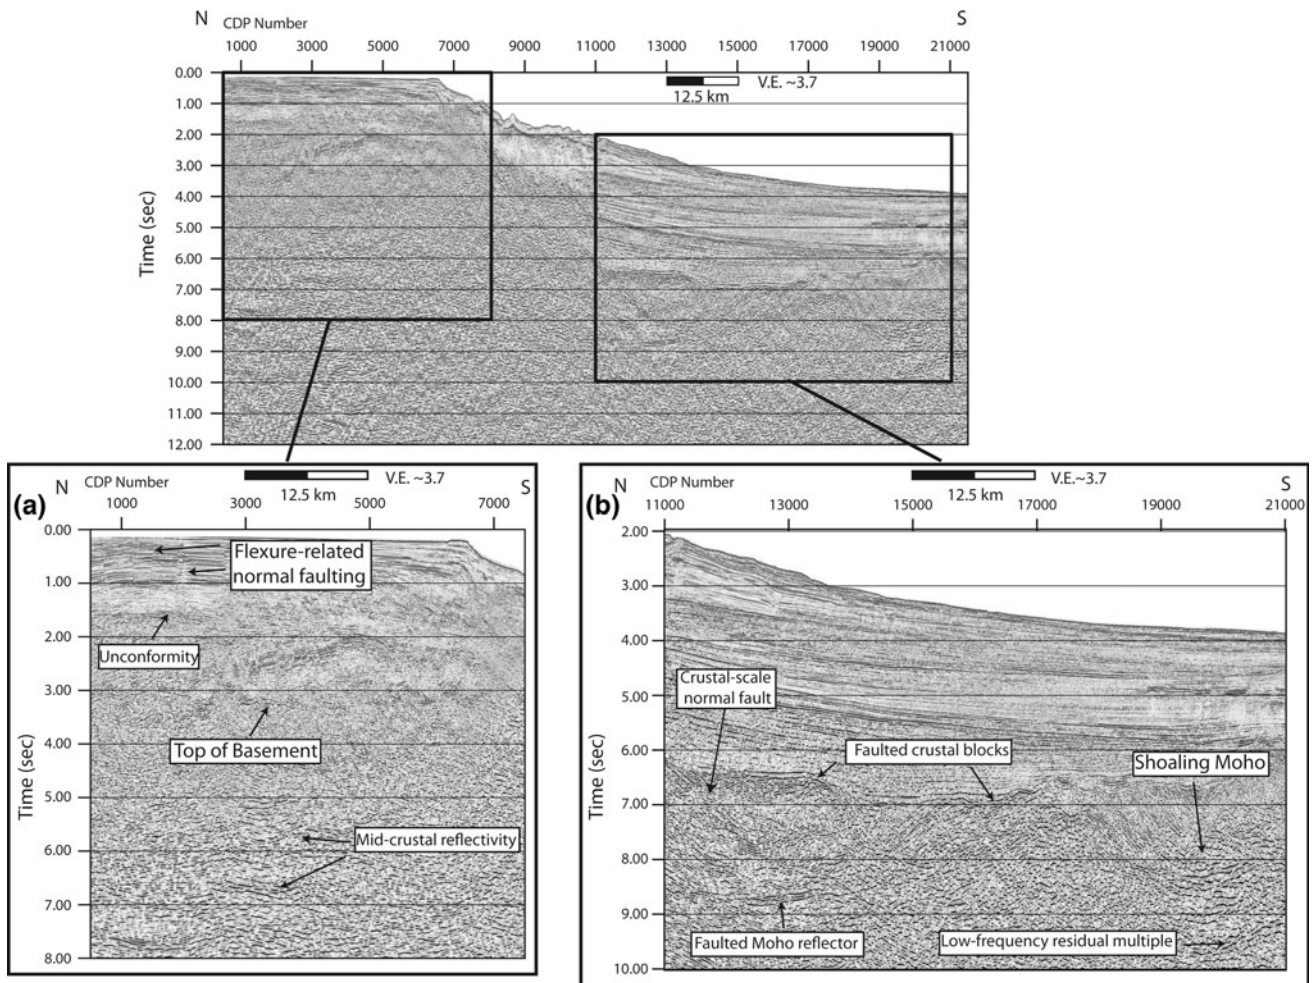 N CDP Number S
1000 3000 5000 7000 9000 11000 13000 15000 17000 19000 21000
0.00
V.E. ~3.7
12.5 km
1.00
2.00
3.00
4.00
5.00
6.00
7.00
8.00
9.00
10.00
11.00
12.00
Time (sec)
(a)
N CDP Number 12.5 km V.E. ~3.7 S
1000 3000 5000 7000
0.00
Flexure-related
normal faulting
1.00
Unconformity
2.00
3.00
Top of Basement
4.00
5.00
Mid-crustal reflectivity
6.00
7.00
8.00
Time (sec)
(b)
N CDP Number 12.5 km V.E. ~3.7 S
11000 13000 15000 17000 19000 21000
2.00
3.00
4.00
Crustal-scale
normal fault
5.00
Faulted crustal blocks
6.00
Shoaling Moho
7.00
8.00
9.00
Faulted Moho reflector
Low-frequency residual multiple
10.00
Time (sec)